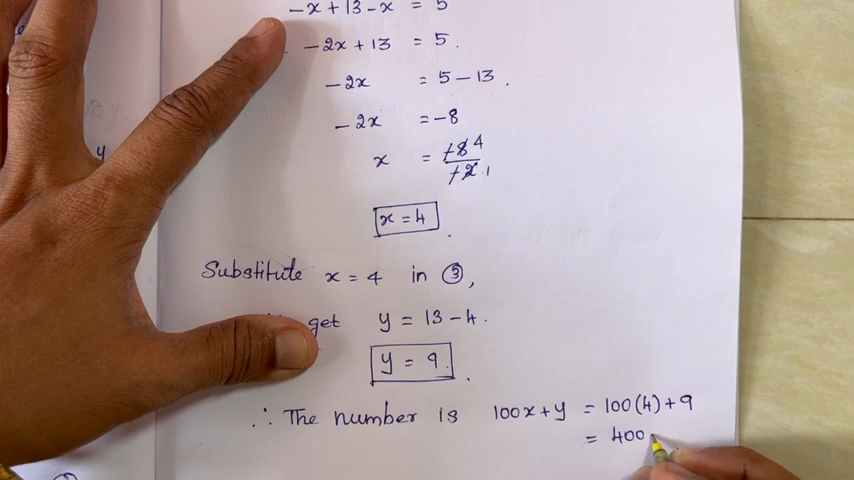 -x + 13 - x = 5
-2x + 13 = 5.
-2x = 5 - 13.
-2x = -8
y
x = -8 4 / -2 1
x = 4.
Substitute x = 4 in ③,
get y = 13 - 4.
y = 9.
∴ The number is 100x + y = 100(4) + 9
= 400